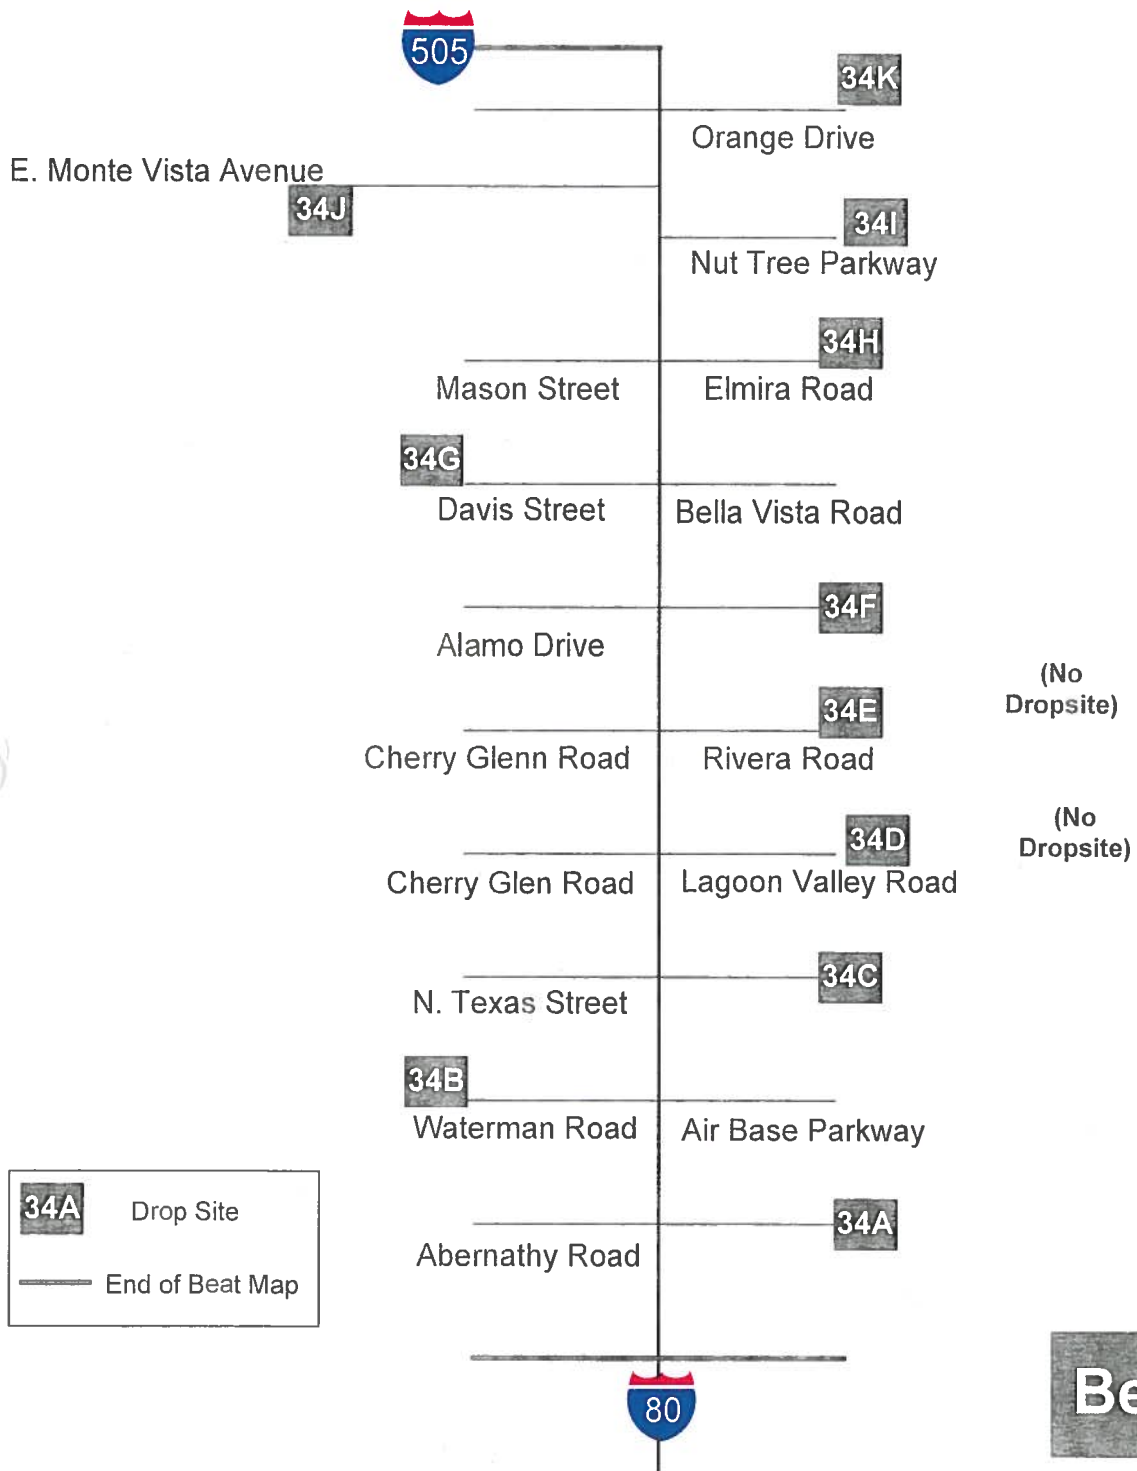 505
34K
Orange Drive
E. Monte Vista Avenue
34J
34I
Nut Tree Parkway
34H
Mason Street
Elmira Road
34G
Davis Street
Bella Vista Road
34F
Alamo Drive
(No
Dropsite)
34E
Cherry Glenn Road
Rivera Road
(No
Dropsite)
34D
Cherry Glen Road
Lagoon Valley Road
34C
N. Texas Street
34B
Waterman Road
Air Base Parkway
34A
Drop Site
34A
Abernathy Road
End of Beat Map
80
Be